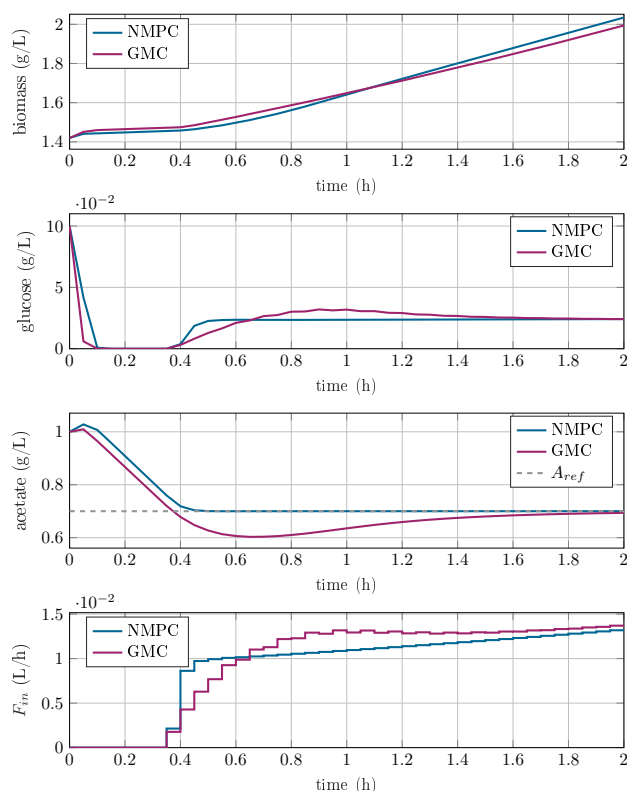 NMPC
GMC
biomass (g/L)
2
1.8
1.6
1.4
0 0.2 0.4 0.6 0.8 1 1.2 1.4 1.6 1.8 2
time (h)
·10⁻²
NMPC
GMC
glucose (g/L)
10
5
0
0 0.2 0.4 0.6 0.8 1 1.2 1.4 1.6 1.8 2
time (h)
NMPC
GMC
A_ref
acetate (g/L)
1
0.8
0.6
0 0.2 0.4 0.6 0.8 1 1.2 1.4 1.6 1.8 2
time (h)
·10⁻²
NMPC
GMC
F_in (L/h)
1.5
1
0.5
0
0 0.2 0.4 0.6 0.8 1 1.2 1.4 1.6 1.8 2
time (h)